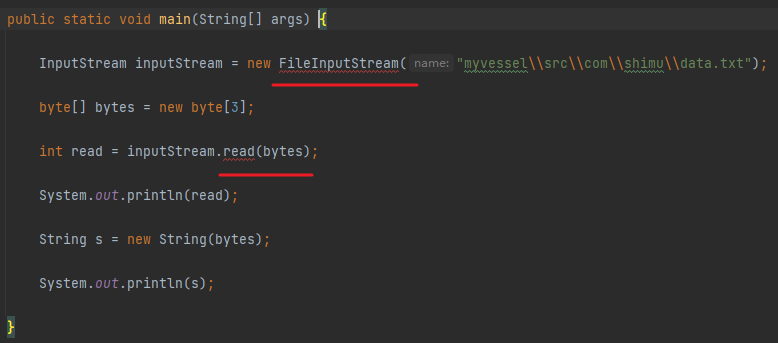 public static void main(String[] args) {
InputStream inputStream = new FileInputStream( name: "myvessel\\src\\com\\shimu\\data.txt");
byte[] bytes = new byte[3];
int read = inputStream.read(bytes);
System.out.println(read);
String s = new String(bytes);
System.out.println(s);
}